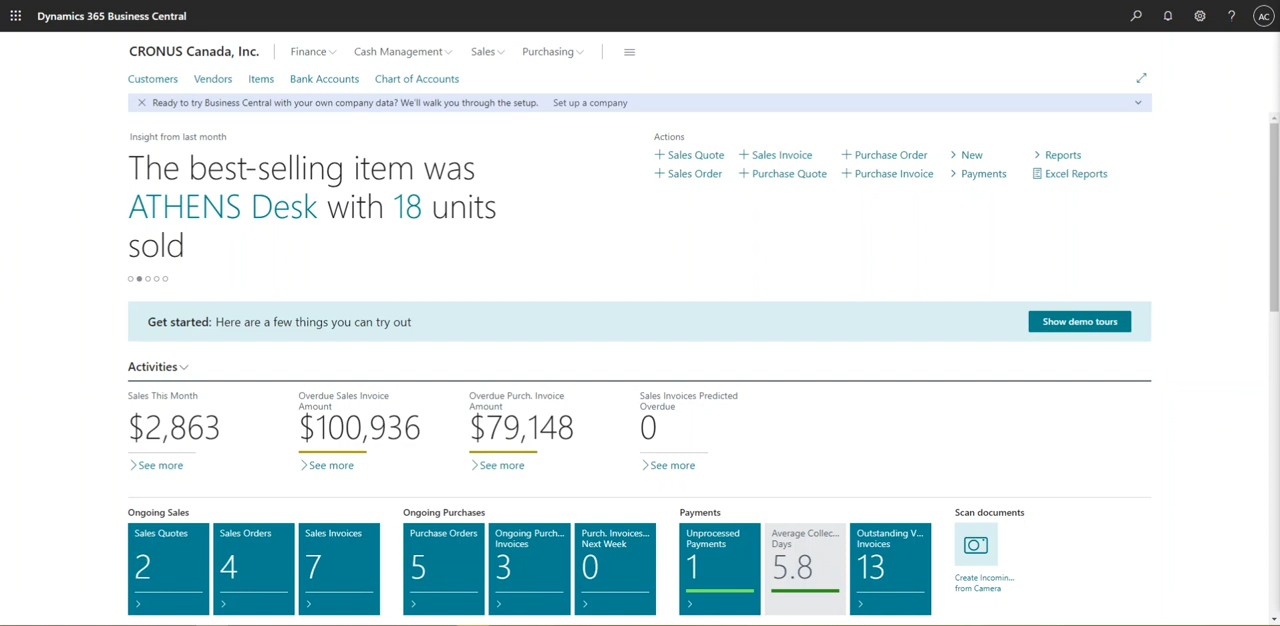 Dynamics 365 Business Central
?
AC
CRONUS Canada, Inc.
Finance Cash Management Sales Purchasing
Customers Vendors Items Bank Accounts Chart of Accounts
Ready to try Business Central with your own company data? We'll walk you through the setup. Set up a company
Insight from last month
The best-selling item was
ATHENS Desk with 18 units
sold
Actions
+ Sales Quote + Sales Invoice + Purchase Order > New > Reports
+ Sales Order + Purchase Quote + Purchase Invoice > Payments Excel Reports
Get started: Here are a few things you can try out
Show demo tours
Activities
Sales This Month
$2,863
> See more
Overdue Sales Invoice
Amount
$100,936
> See more
Overdue Purch. Invoice
Amount
$79,148
> See more
Sales Invoices Predicted
Overdue
0
> See more
Ongoing Sales
Sales Quotes
2
Sales Orders
4
Sales Invoices
7
Ongoing Purchases
Purchase Orders
5
Ongoing Purch...
Invoices
3
Purch. Invoices...
Next Week
0
Payments
Unprocessed
Payments
1
Average Collec...
Days
5.8
Outstanding V...
Invoices
13
Scan documents
Create Incomin...
from Camera